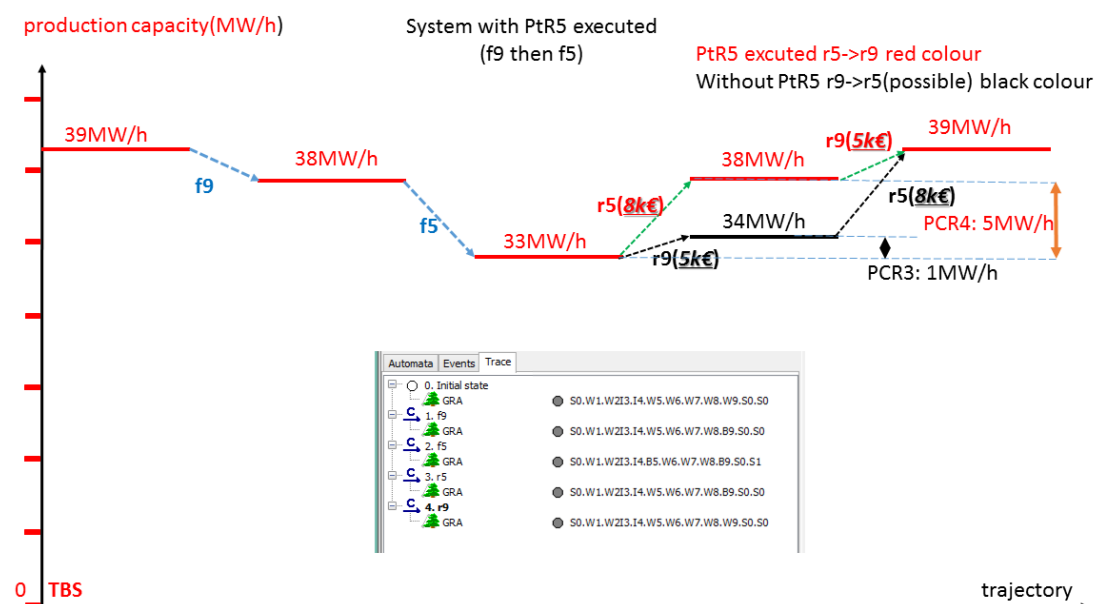 production capacity(MW/h)
System with PtR5 executed
(f9 then f5)
PtR5 excuted r5->r9 red colour
Without PtR5 r9->r5(possible) black colour
39MW/h
38MW/h
33MW/h
38MW/h
34MW/h
39MW/h
f9
f5
r5(8k€)
r9(5k€)
r9(5k€)
r5(8k€)
PCR4: 5MW/h
PCR3: 1MW/h
Automata Events Trace
0. Initial state
GRA S0.W1.W2I3.I4.W5.W6.W7.W8.W9.S0.S0
C 1. f9
GRA S0.W1.W2I3.I4.W5.W6.W7.W8.B9.S0.S0
C 2. f5
GRA S0.W1.W2I3.I4.B5.W6.W7.W8.B9.S0.S1
C 3. r5
GRA S0.W1.W2I3.I4.W5.W6.W7.W8.B9.S0.S0
C 4. r9
GRA S0.W1.W2I3.I4.W5.W6.W7.W8.W9.S0.S0
0 TBS
trajectory